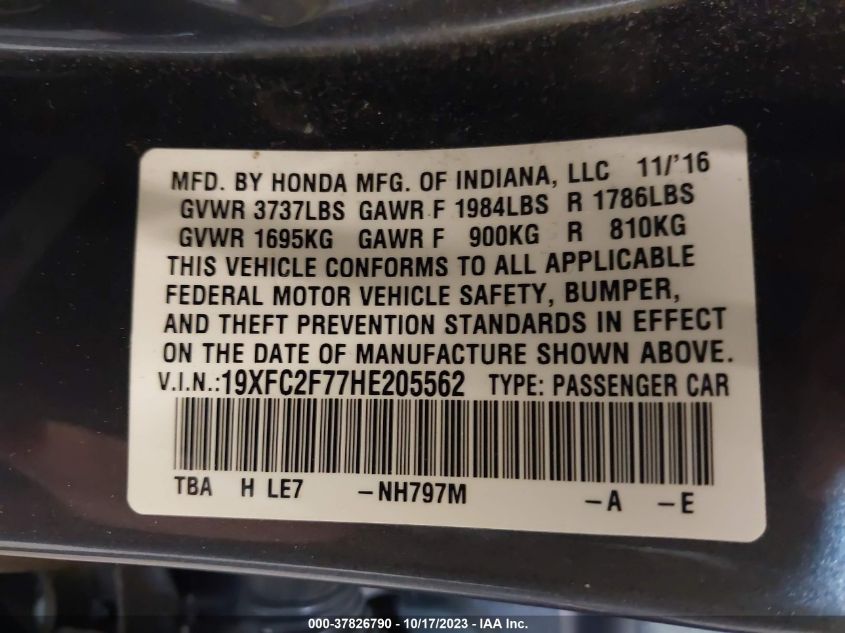 MFD. BY HONDA MFG. OF INDIANA, LLC 11/'16
GVWR 3737LBS GAWR F 1984LBS R 1786LBS
GVWR 1695KG GAWR F 900KG R 810KG
THIS VEHICLE CONFORMS TO ALL APPLICABLE
FEDERAL MOTOR VEHICLE SAFETY, BUMPER,
AND THEFT PREVENTION STANDARDS IN EFFECT
ON THE DATE OF MANUFACTURE SHOWN ABOVE.
V.I.N.:19XFC2F77HE205562 TYPE: PASSENGER CAR
TBA H LE7 -NH797M -A -E
000-37826790 - 10/17/2023 - IAA Inc.